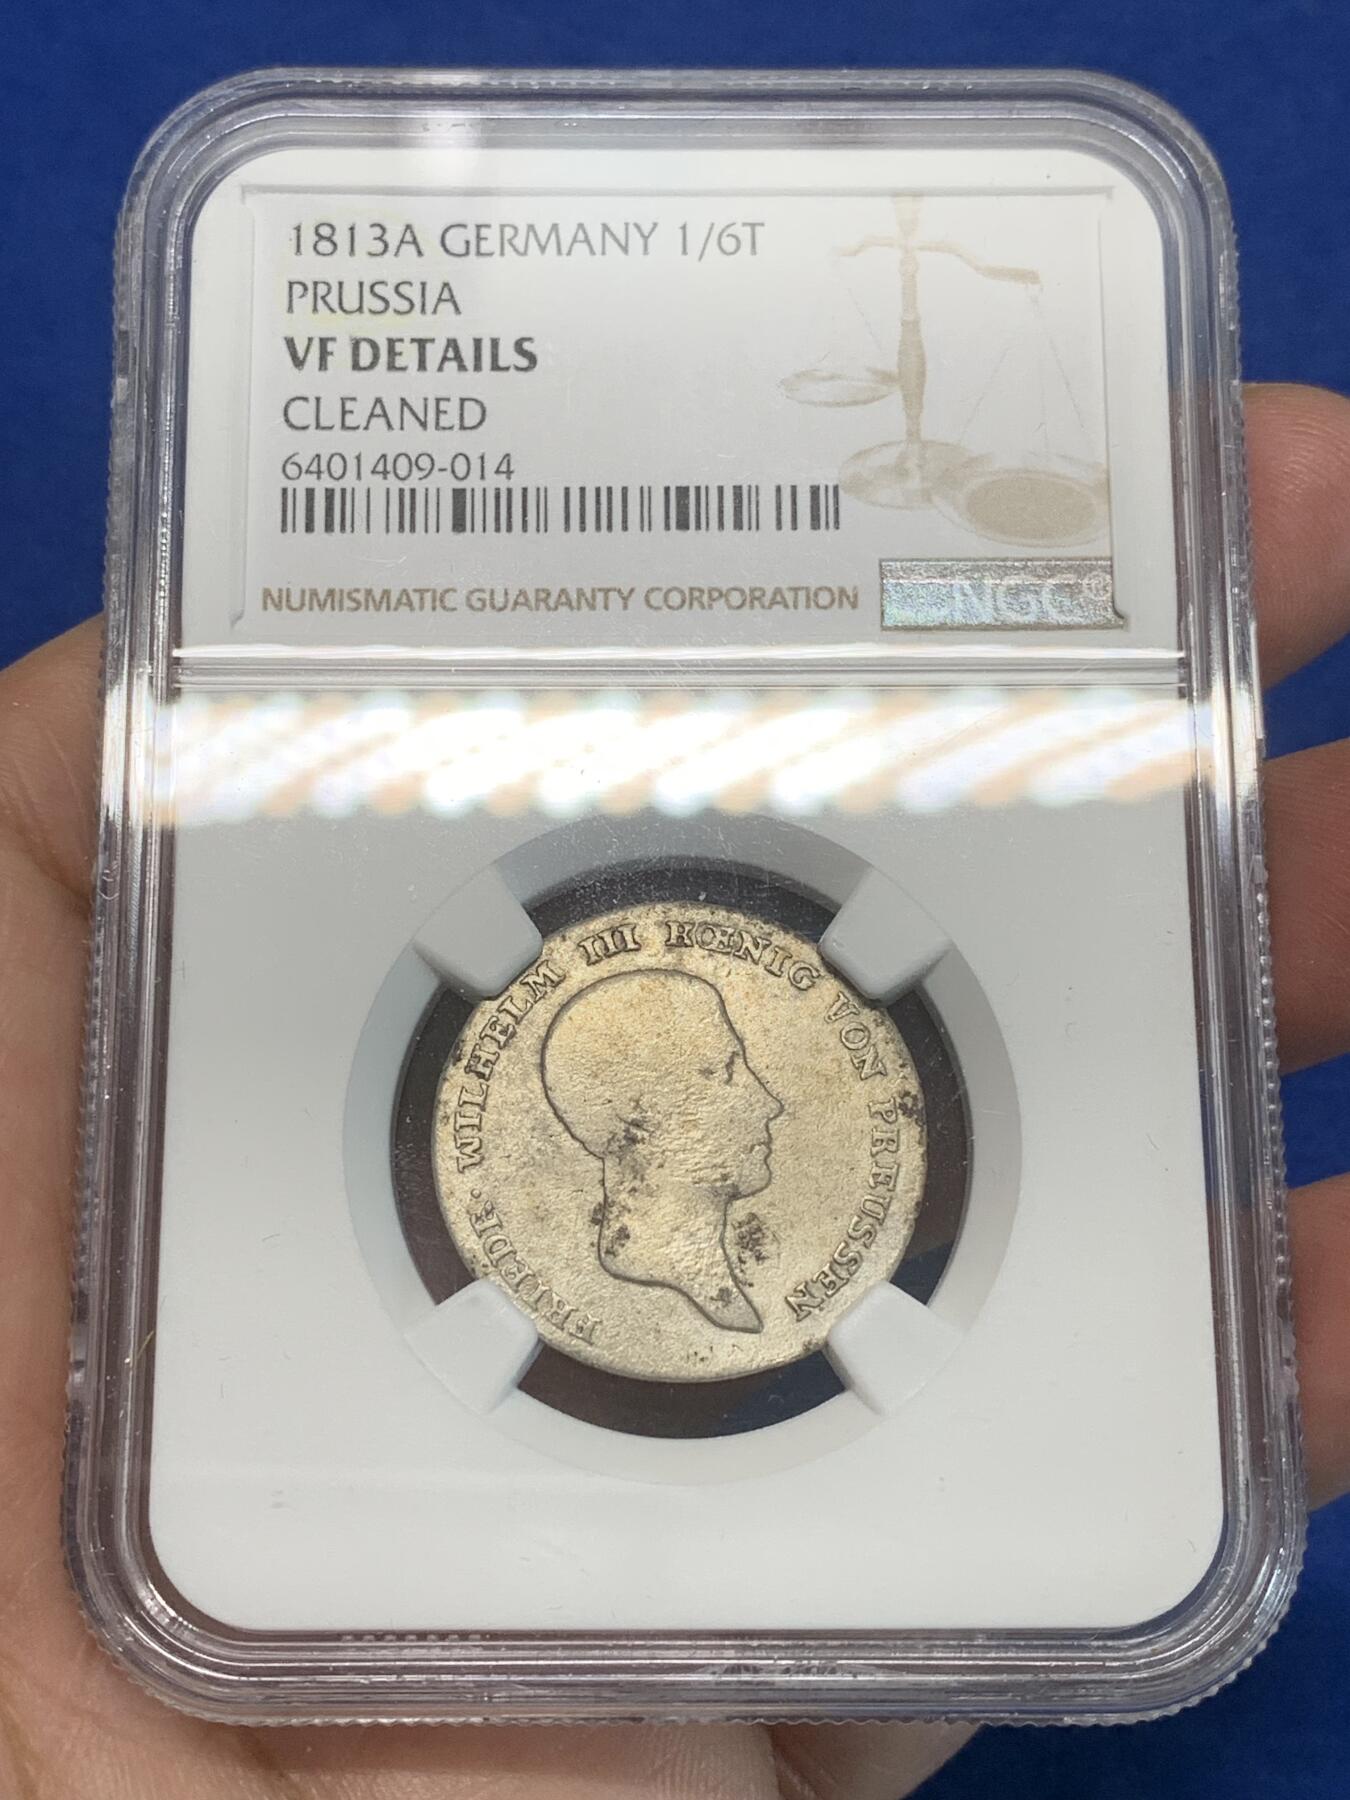 1813A GERMANY 1/6T
PRUSSIA
VF DETAILS
CLEANED
6401409-014
NUMISMATIC GUARANTY CORPORATION
NGC®
FRIEDR. WILHELM III KŒNIG VON PREUSSEN